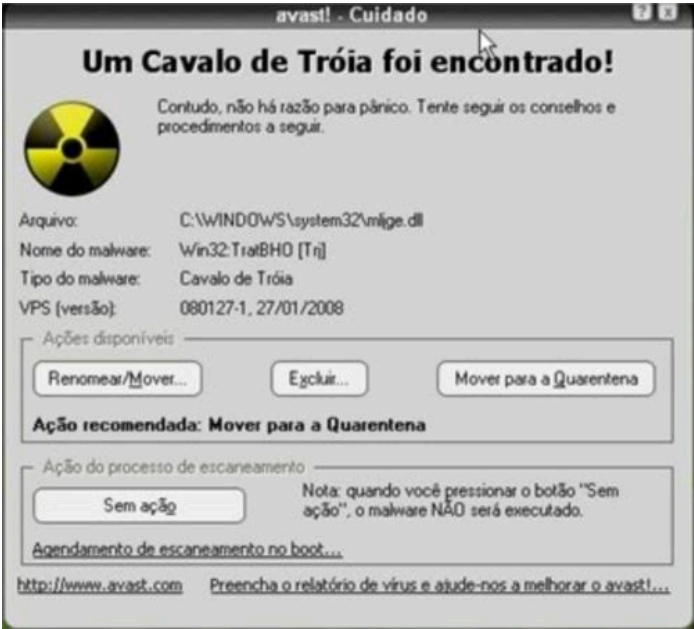 avast! - Cuidado
Um Cavalo de Tróia foi encontrado!
Contudo, não há razão para pânico. Tente seguir os conselhos e
procedimentos a seguir.
Arquivo: C:\WINDOWS\system32\mljge.dll
Nome do malware: Win32:TratBHO [Trj]
Tipo do malware: Cavalo de Tróia
VPS (versão): 080127-1, 27/01/2008
Ações disponíveis
Renomear/Mover... Excluir... Mover para a Quarentena
Ação recomendada: Mover para a Quarentena
Ação do processo de escaneamento
Sem ação
Nota: quando você pressionar o botão "Sem
ação", o malware NÃO será executado.
Agendamento de escaneamento no boot...
http://www.avast.com Preencha o relatório de vírus e ajude-nos a melhorar o avast!...